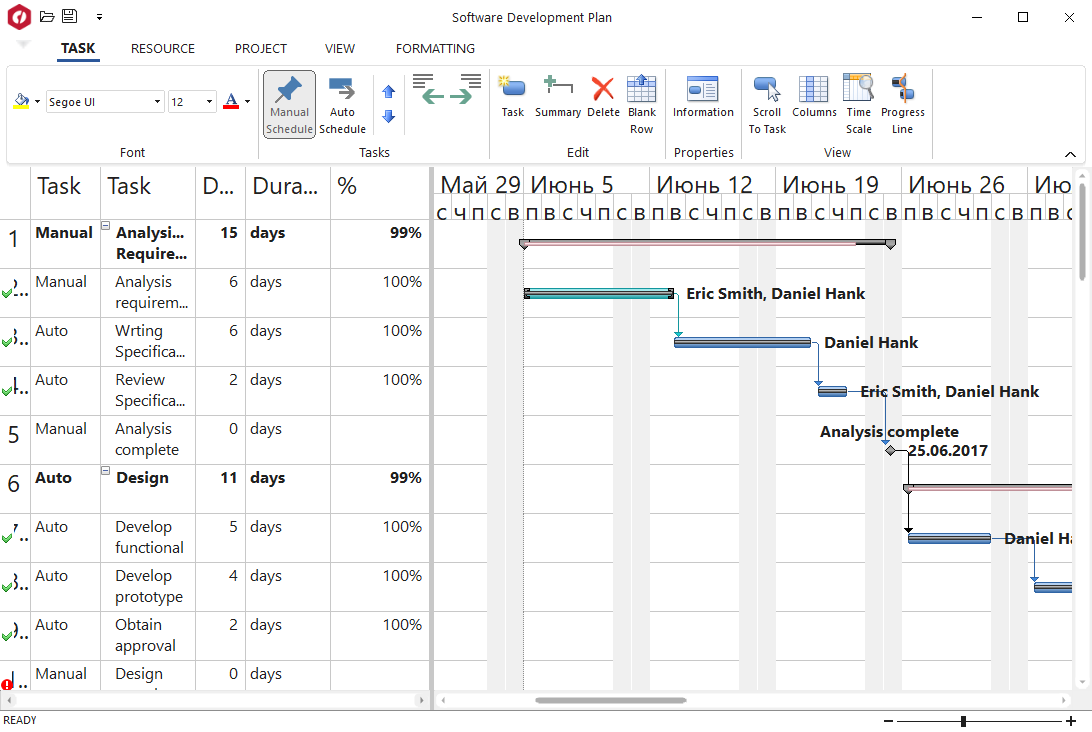 Software Development Plan
TASK RESOURCE PROJECT VIEW FORMATTING
Segoe UI 12 A
Manual Schedule
Auto Schedule
Task Summary Delete Blank Row
Information
Scroll To Task
Columns
Time Scale
Progress Line
Font Tasks Edit Properties View
Task Task D... Dura... %
Май 29 Июнь 5 Июнь 12 Июнь 19 Июнь 26 Ию
С Ч П С В П В С Ч П С В П В С Ч П С В П В С Ч П С В П В С Ч П С В П В
1 Manual Analysi... 15 days 99%
Require...
2... Manual Analysis 6 days 100%
requirem...
Eric Smith, Daniel Hank
3... Auto Wrting 6 days 100%
Specifica...
Daniel Hank
4... Auto Review 2 days 100%
Specifica...
Eric Smith, Daniel Hank
5 Manual Analysis 0 days
complete
Analysis complete
25.06.2017
6 Auto Design 11 days 99%
7... Auto Develop 5 days 100%
functional
Daniel Ha
8... Auto Develop 4 days 100%
prototype
9... Auto Obtain 2 days 100%
approval
Manual Design 0 days
READY